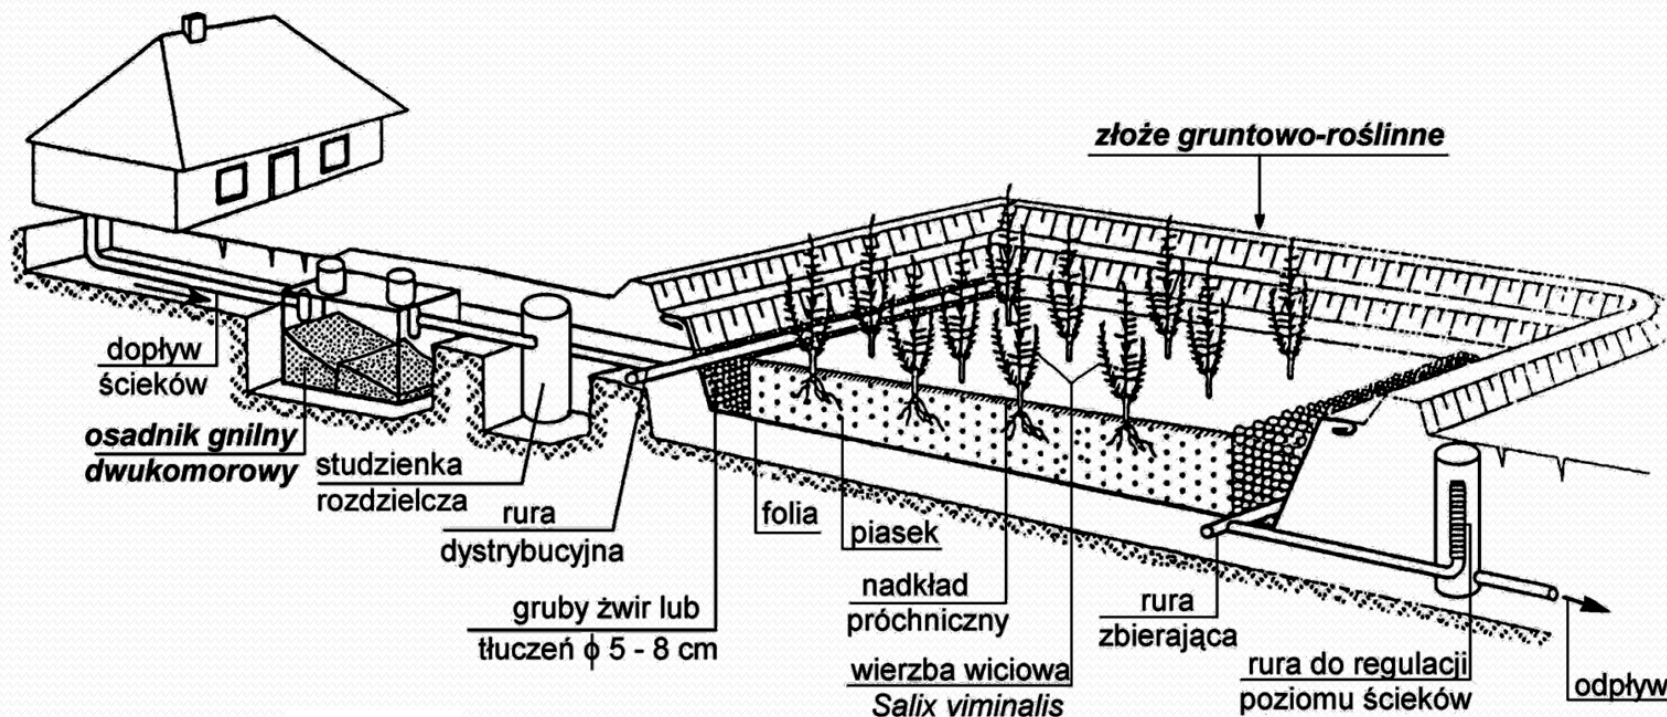 złoże gruntowo-roślinne
dopływ
ścieków
osadnik gnilny
dwukomorowy
studzienka
rozdzielcza
rura
dystrybucyjna
gruby żwir lub
tłuczeń ϕ 5 - 8 cm
folia
piasek
nadkład
próchniczny
wierzba wiciowa
Salix viminalis
rura
zbierająca
rura do regulacji
poziomu ścieków
odpływ